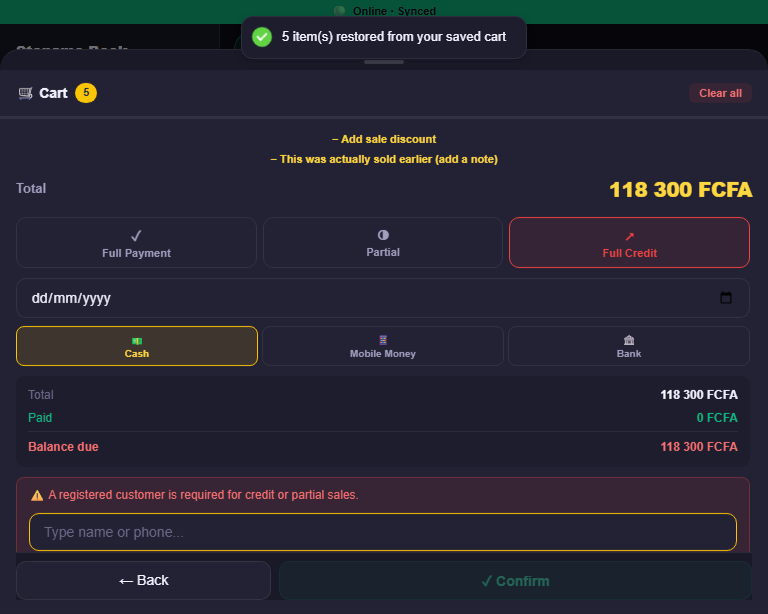 Online · Synced
5 item(s) restored from your saved cart
Cart 5
Clear all
– Add sale discount
– This was actually sold earlier (add a note)
Total
118 300 FCFA
✓
Full Payment
Partial
↗
Full Credit
dd/mm/yyyy
Cash
Mobile Money
Bank
Total 118 300 FCFA
Paid 0 FCFA
Balance due 118 300 FCFA
A registered customer is required for credit or partial sales.
Type name or phone...
← Back
✓ Confirm